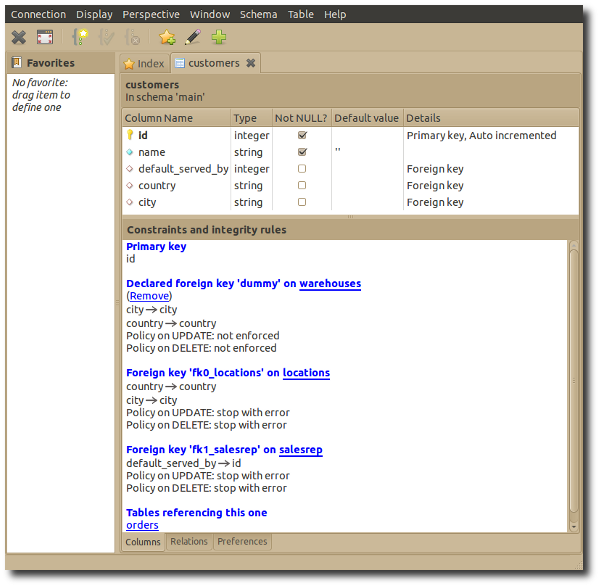 Connection Display Perspective Window Schema Table Help
Favorites
No favorite:
drag item to
define one
Index customers
customers
In schema 'main'
Column Name Type Not NULL? Default value Details
id integer Primary key, Auto incremented
name string ''
default_served_by integer Foreign key
country string Foreign key
city string Foreign key
Constraints and integrity rules
Primary key
id
Declared foreign key 'dummy' on warehouses
(Remove)
city → city
country → country
Policy on UPDATE: not enforced
Policy on DELETE: not enforced
Foreign key 'fk0_locations' on locations
country → country
city → city
Policy on UPDATE: stop with error
Policy on DELETE: stop with error
Foreign key 'fk1_salesrep' on salesrep
default_served_by → id
Policy on UPDATE: stop with error
Policy on DELETE: stop with error
Tables referencing this one
orders
Columns Relations Preferences